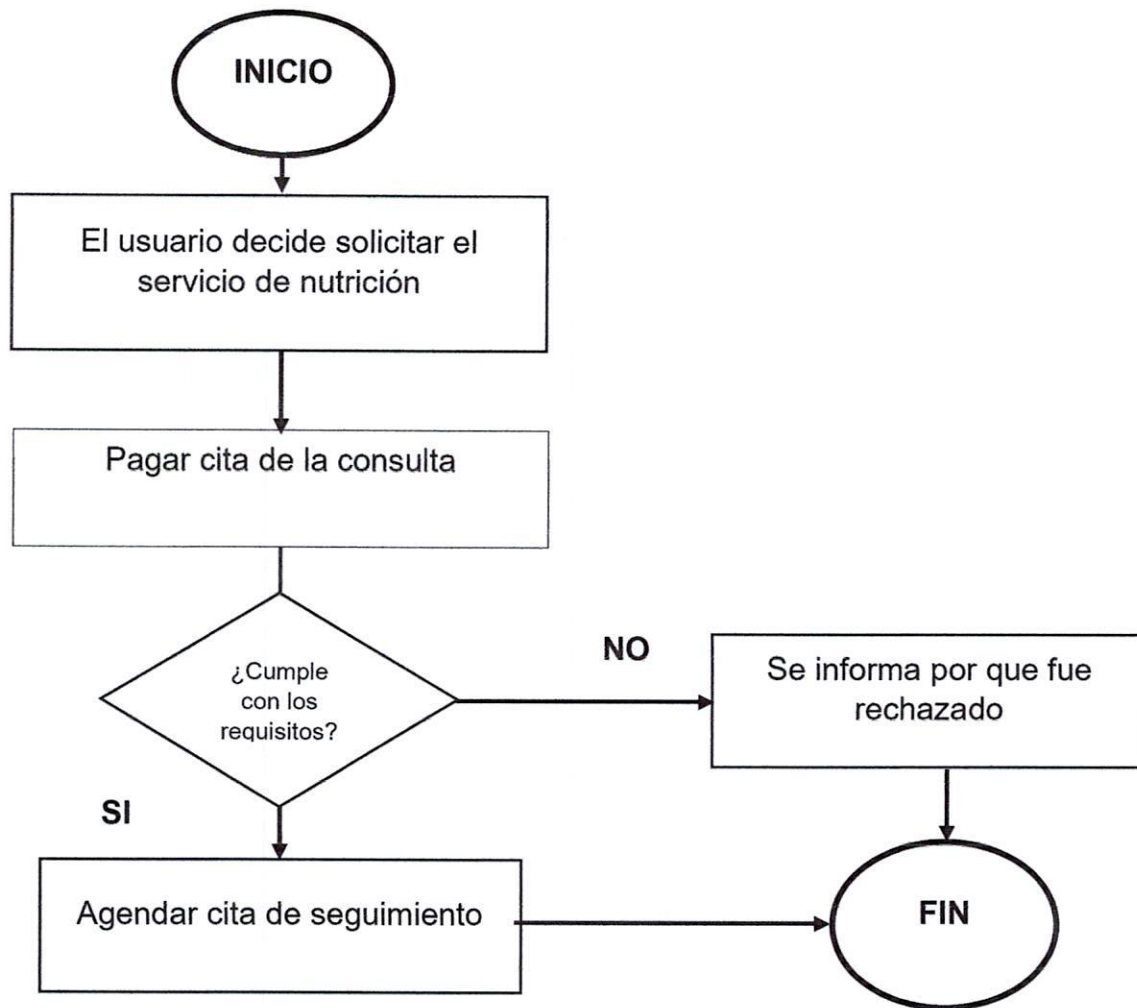 INICIO
El usuario decide solicitar el
servicio de nutrición
Pagar cita de la consulta
¿Cumple
con los
requisitos?
NO
Se informa por que fue
rechazado
SI
Agendar cita de seguimiento
FIN